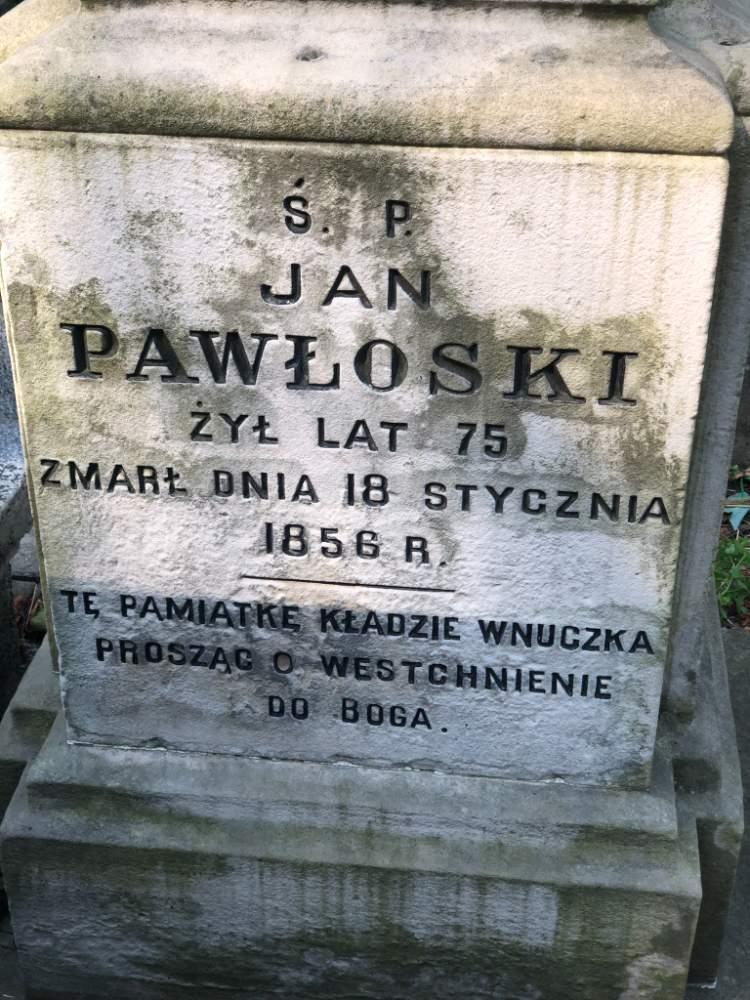 Ś. P.
JAN
PAWŁOSKI
ŻYŁ LAT 75
ZMARŁ DNIA 18 STYCZNIA
1856 R.
TĘ PAMIATKĘ KŁADZIE WNUCZKA
PROSZĄC O WESTCHNIENIE
DO BOGA.